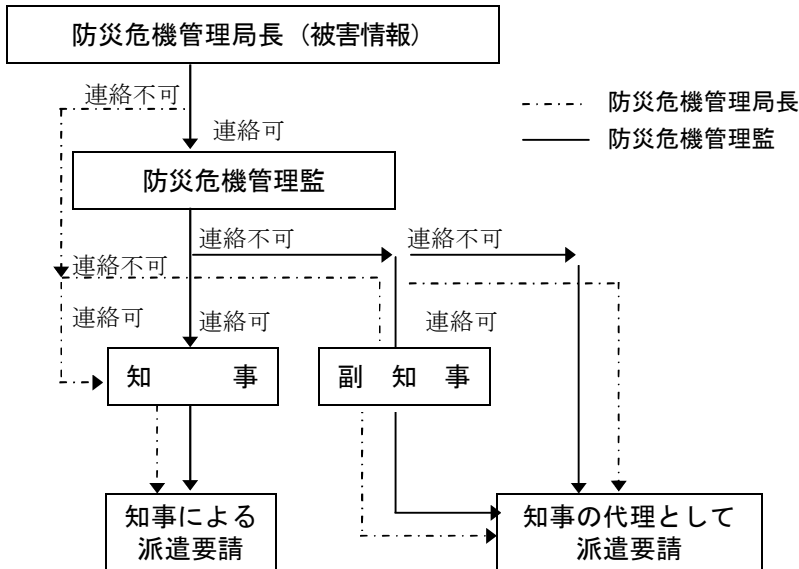 防災危機管理局長（被害情報）
連絡不可
連絡可
防災危機管理局長
防災危機管理監
防災危機管理監
連絡不可
連絡不可
連絡不可
連絡可
連絡可
連絡可
知　　事
副　知　事
知事による
派遣要請
知事の代理として
派遣要請